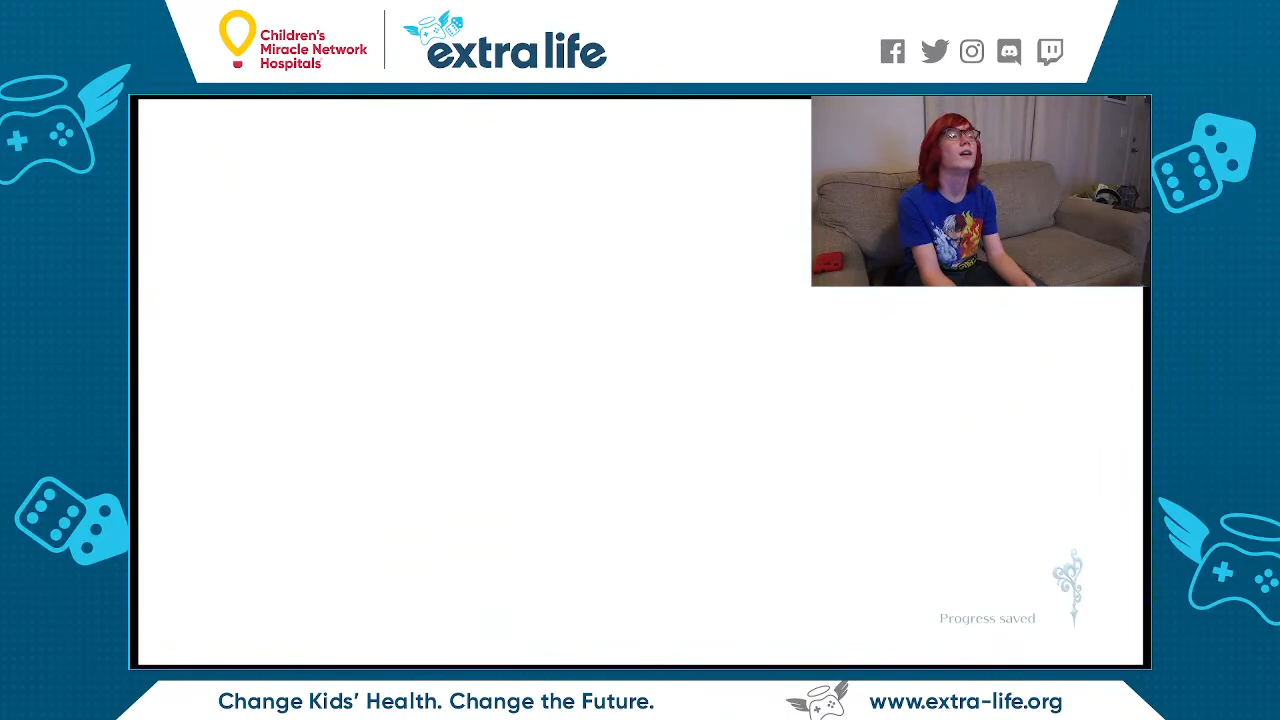 Children's
Miracle Network
Hospitals
extra life
Progress saved
Change Kids' Health. Change the Future.
www.extra-life.org